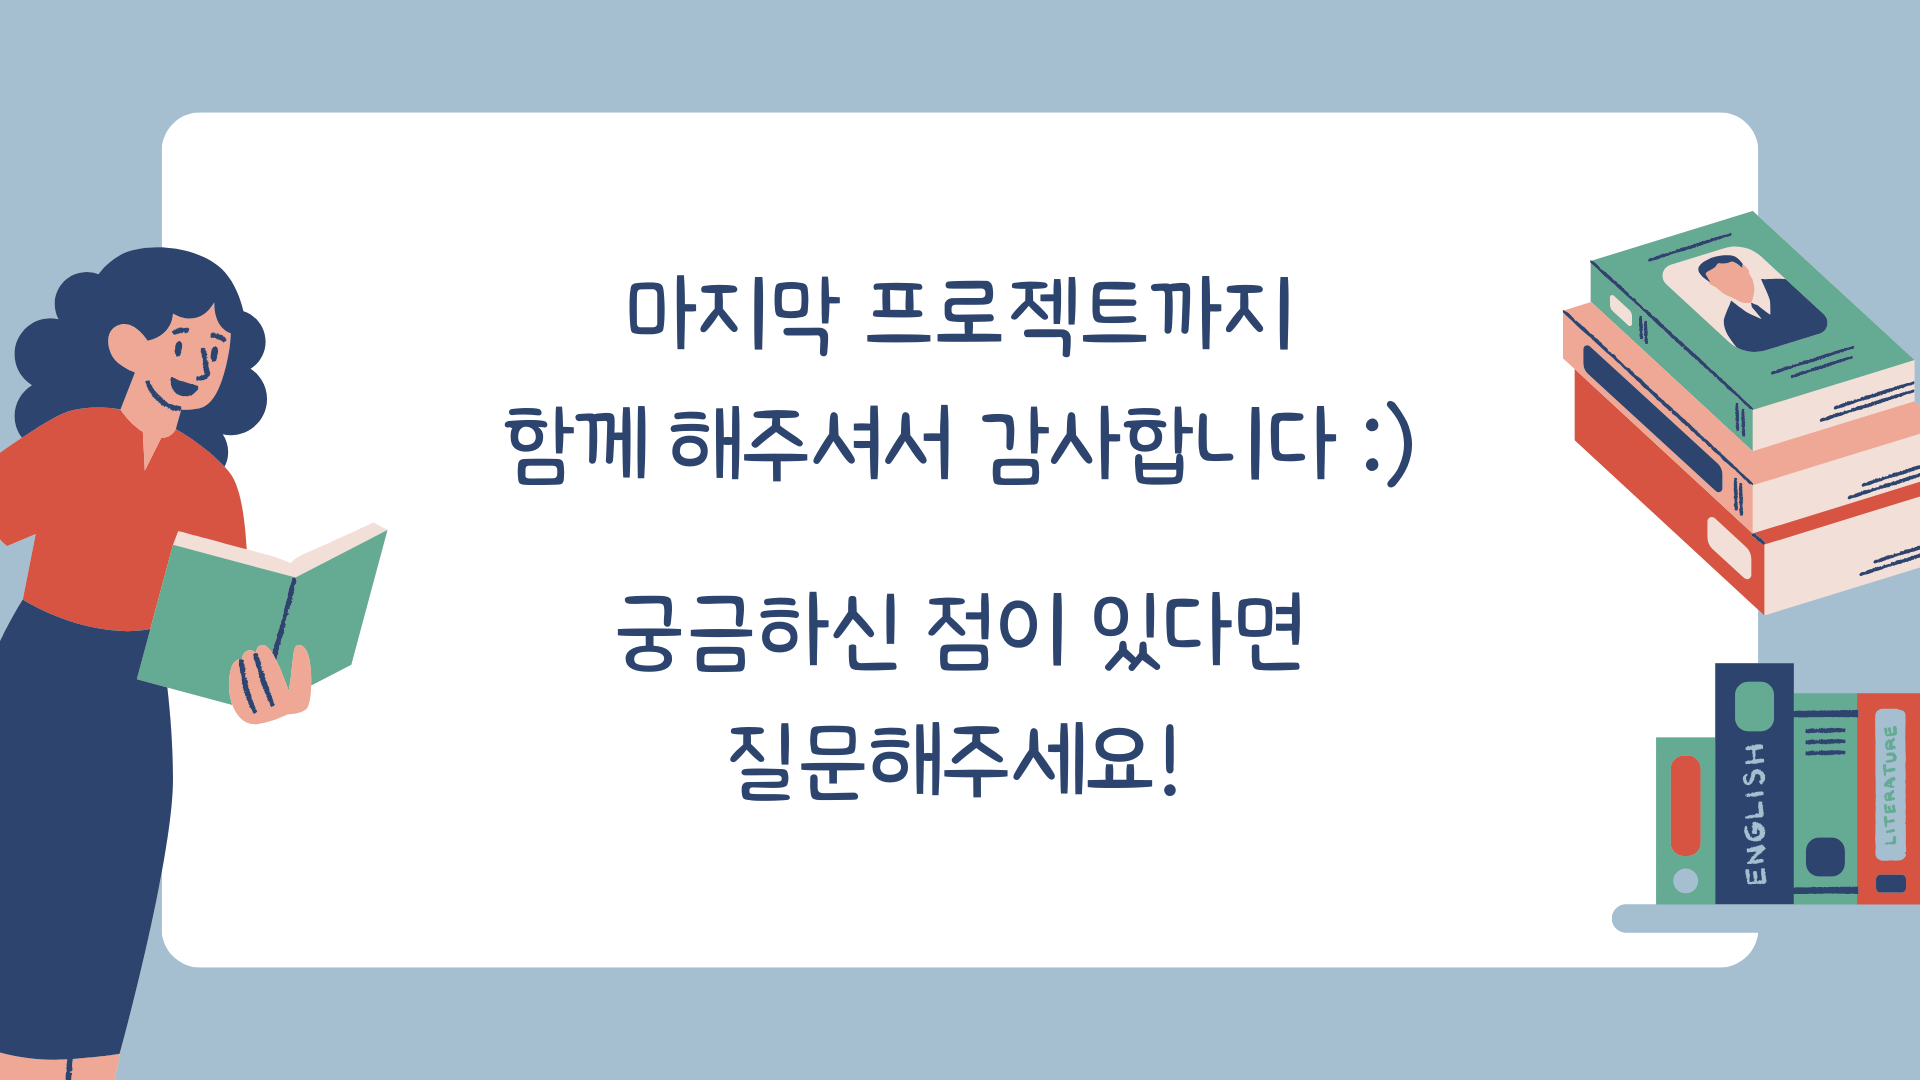 마지막 프로젝트까지
함께 해주셔서 감사합니다 :)
궁금하신 점이 있다면
질문해주세요!
ENGLISH
LITERATURE